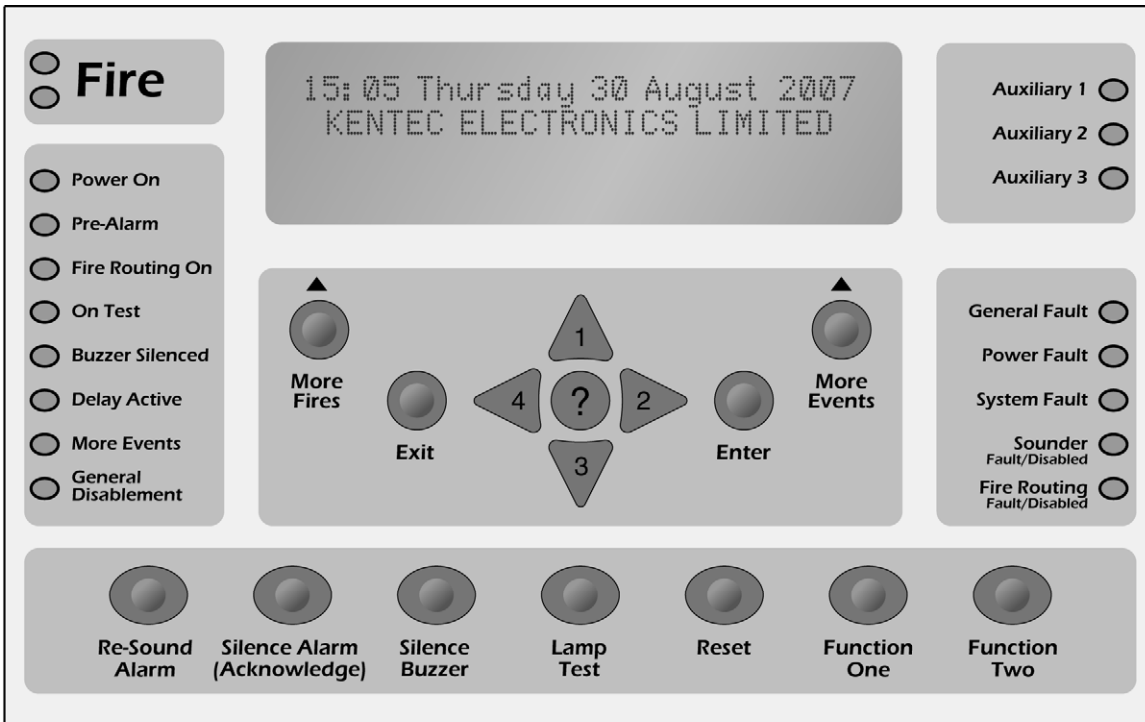 Fire
15:05 Thursday 30 August 2007
KENTEC ELECTRONICS LIMITED
Auxiliary 1
Auxiliary 2
Auxiliary 3
Power On
Pre-Alarm
Fire Routing On
On Test
Buzzer Silenced
Delay Active
More Events
General
Disablement
More
Fires
Exit
1
4
?
2
3
Enter
More
Events
General Fault
Power Fault
System Fault
Sounder
Fault/Disabled
Fire Routing
Fault/Disabled
Re-Sound
Alarm
Silence Alarm
(Acknowledge)
Silence
Buzzer
Lamp
Test
Reset
Function
One
Function
Two